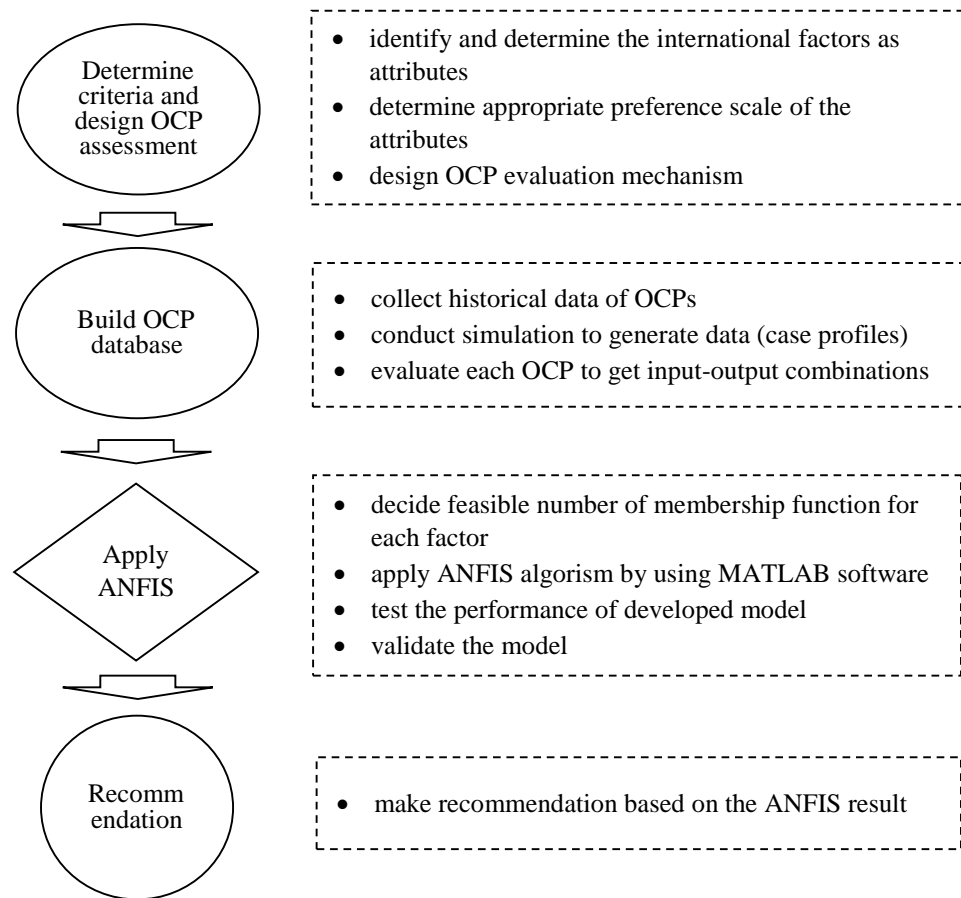 Determine
criteria and
design OCP
assessment
• identify and determine the international factors as
attributes
• determine appropriate preference scale of the
attributes
• design OCP evaluation mechanism
Build OCP
database
• collect historical data of OCPs
• conduct simulation to generate data (case profiles)
• evaluate each OCP to get input-output combinations
Apply
ANFIS
• decide feasible number of membership function for
each factor
• apply ANFIS algorism by using MATLAB software
• test the performance of developed model
• validate the model
Recomm
endation
• make recommendation based on the ANFIS result